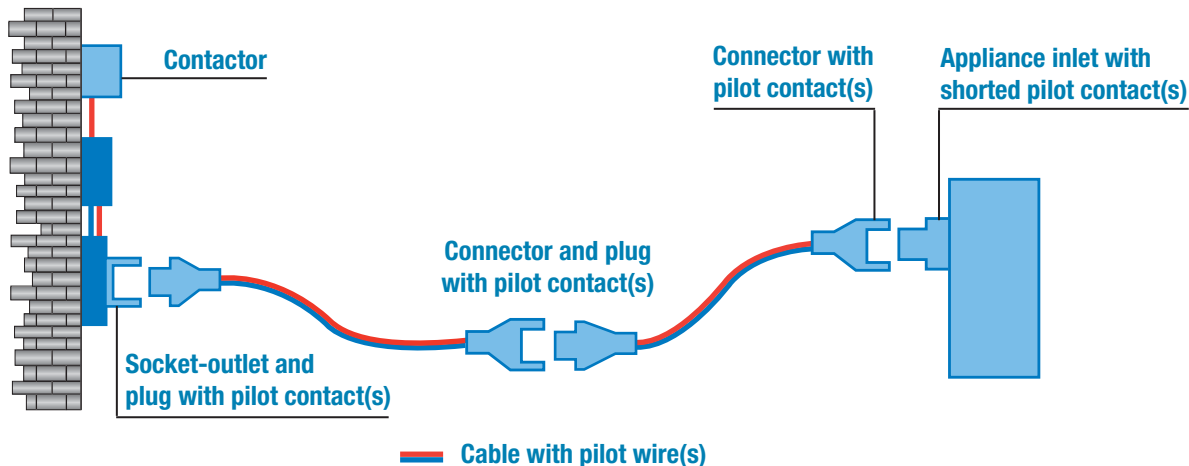 Contactor
Connector with
pilot contact(s)
Appliance inlet with
shorted pilot contact(s)
Connector and plug
with pilot contact(s)
Socket-outlet and
plug with pilot contact(s)
Cable with pilot wire(s)